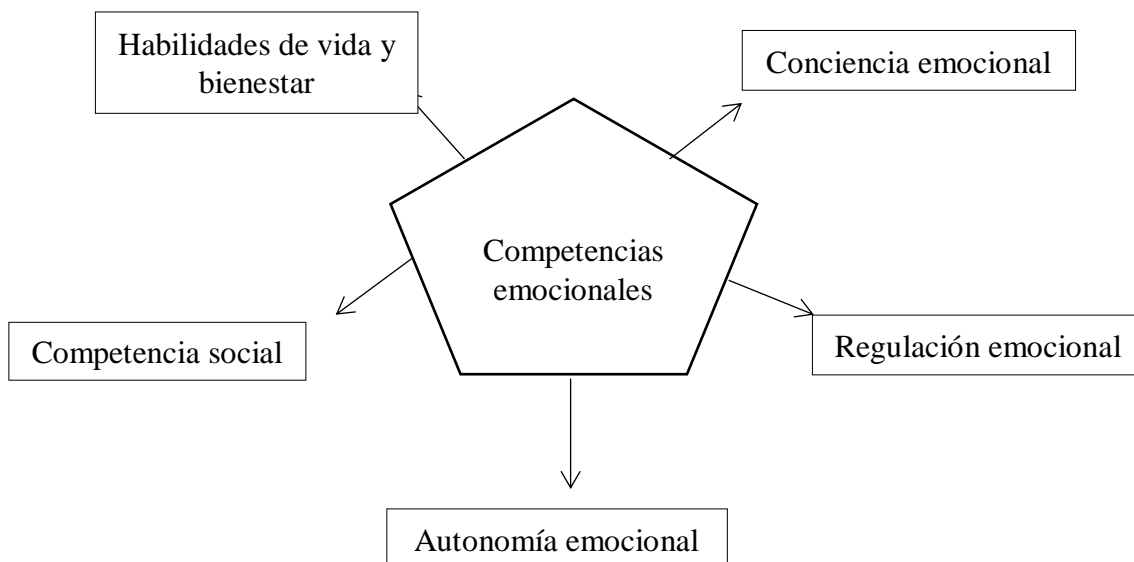 Habilidades de vida y
bienestar
Conciencia emocional
Competencias
emocionales
Competencia social
Regulación emocional
Autonomía emocional